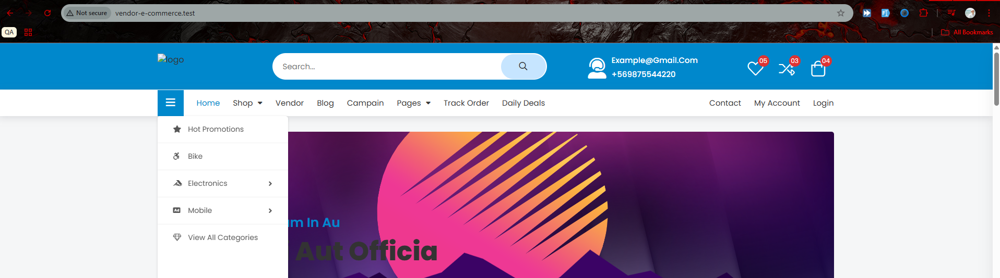 Not secure vendor-e-commerce.test
QA
All Bookmarks
logo
Search...
Example@Gmail.Com
+569875544220
05
03
04
Home Shop Vendor Blog Campain Pages Track Order Daily Deals Contact My Account Login
Hot Promotions
Bike
Electronics
Ad Mobile
View All Categories
In Au
Aut Officia